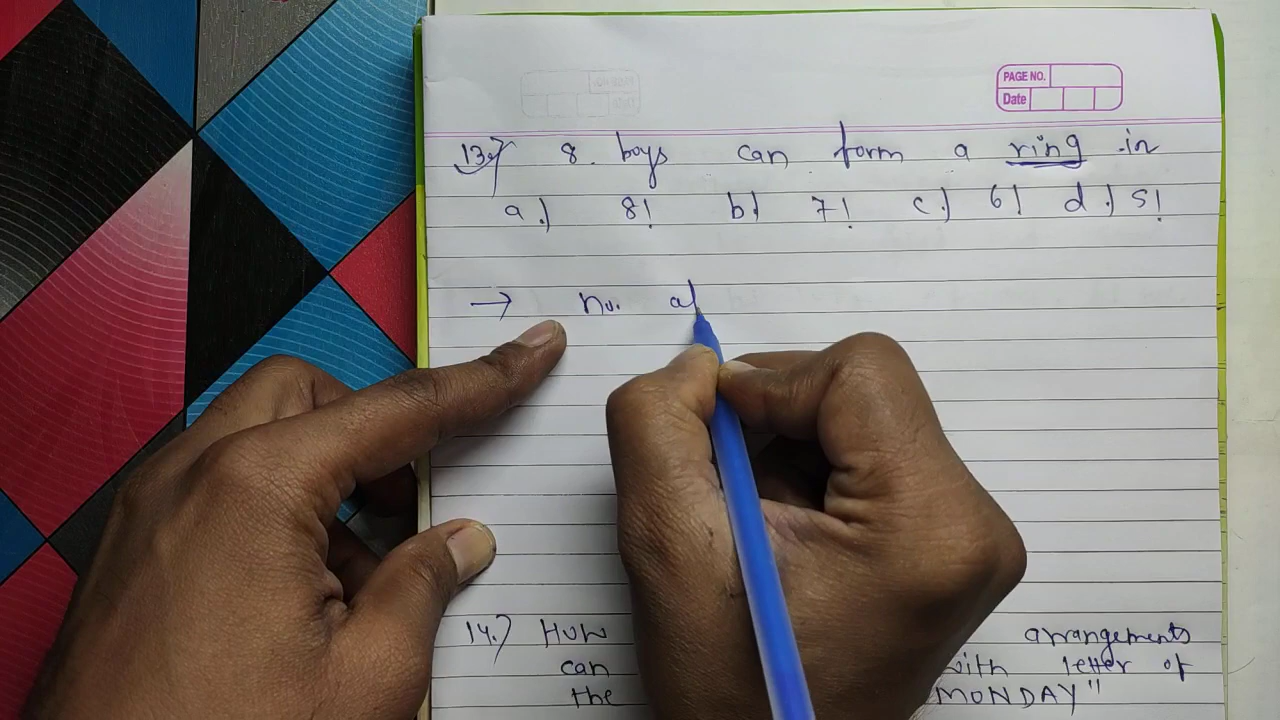 PAGE NO.
Date
13.) 8 boys can form a ring in
a.) 8! b.) 7! c.) 6! d.) 5!
→ no. of
14.) How arrangements
can with letter of
the MONDAY"